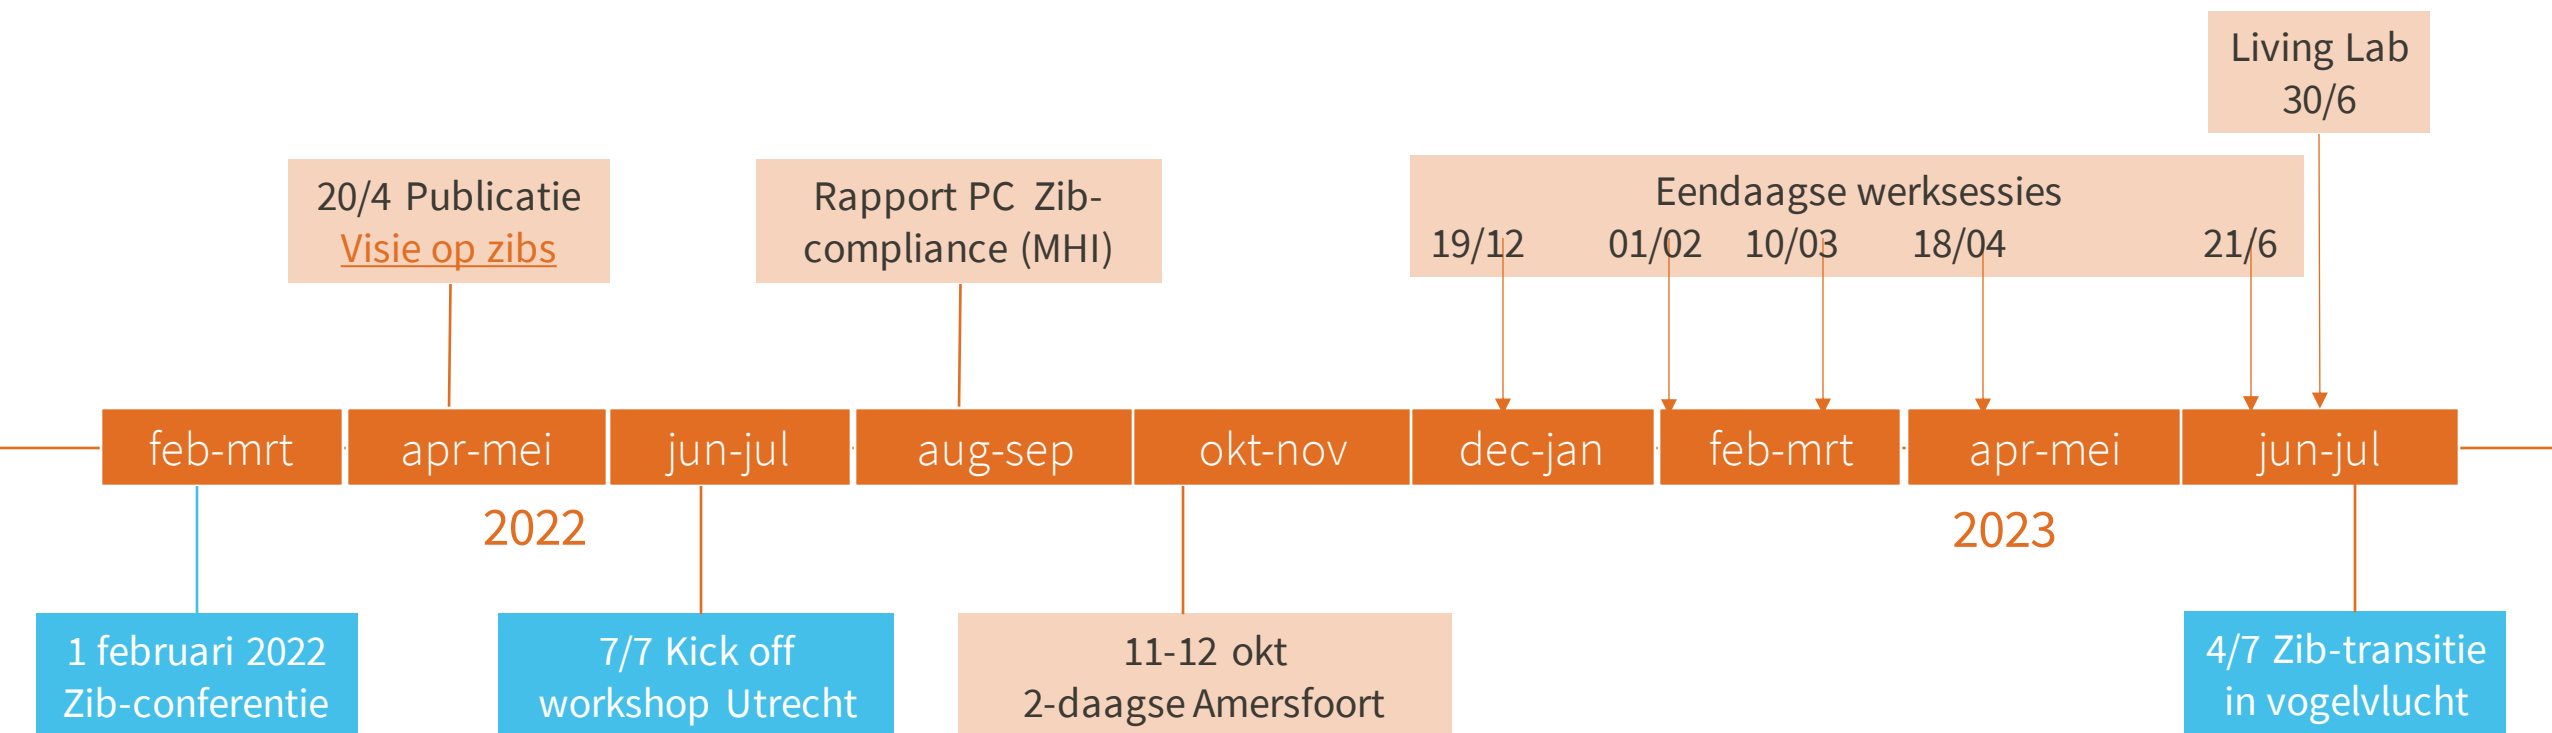 Living Lab
30/6
20/4 Publicatie
Visie op zibs
Rapport PC Zib-
compliance (MHI)
Eendaagse werksessies
19/12 01/02 10/03 18/04 21/6
feb-mrt apr-mei jun-jul aug-sep okt-nov dec-jan feb-mrt apr-mei jun-jul
2022 2023
1 februari 2022
Zib-conferentie
7/7 Kick off
workshop Utrecht
11-12 okt
2-daagse Amersfoort
4/7 Zib-transitie
in vogelvlucht